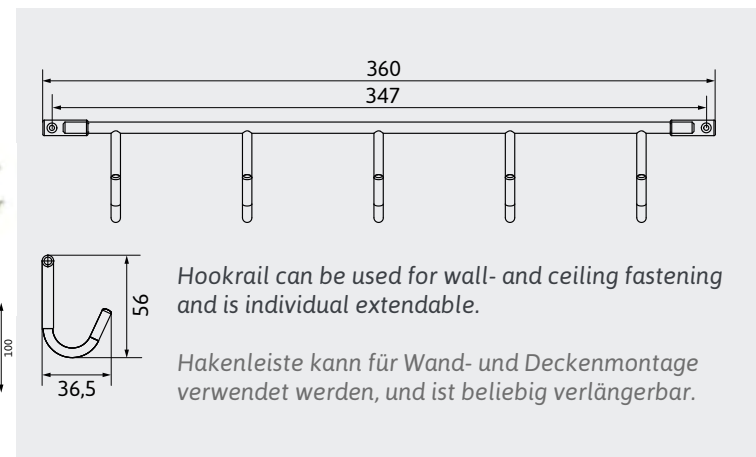 360
347
56
36,5
100
Hookrail can be used for wall- and ceiling fastening
and is individual extendable.
Hakenleiste kann für Wand- und Deckenmontage
verwendet werden, und ist beliebig verlängerbar.